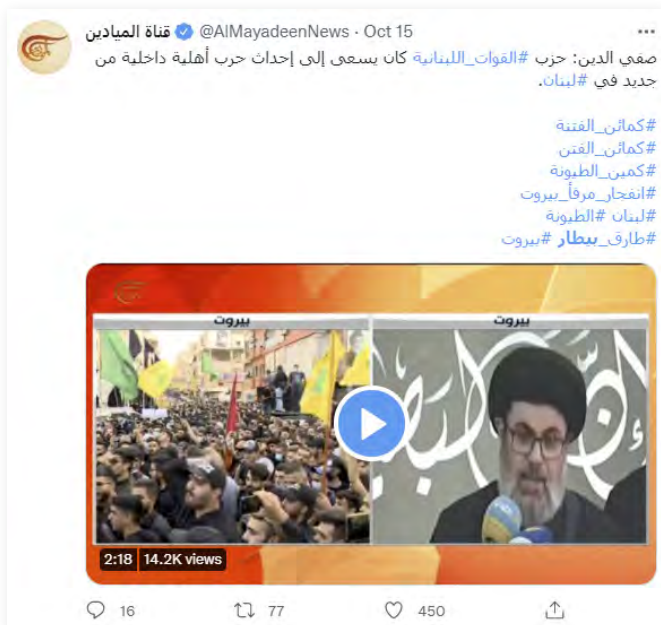 قناة الميادين @AlMayadeenNews · Oct 15
صفي الدين: حزب #القوات_اللبنانية كان يسعى إلى إحداث حرب أهلية داخلية من
جديد في #لبنان.
#كمائن_الفتنة
#كمائن_الفتن
#كمين_الطيونة
#انفجار_مرفأ_بيروت
#لبنان #الطيونة
#طارق_بيطار #بيروت
بيروت
بيروت
2:18 14.2K views
16 77 450